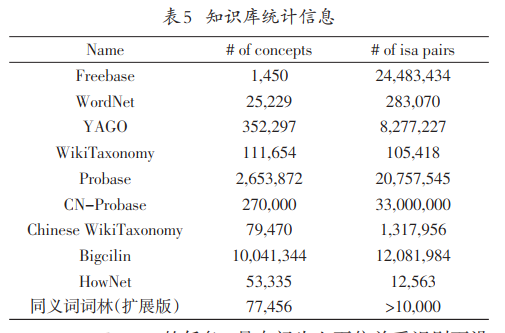 表5 知识库统计信息
Name # of concepts # of isa pairs
Freebase 1,450 24,483,434
WordNet 25,229 283,070
YAGO 352,297 8,277,227
WikiTaxonomy 111,654 105,418
Probase 2,653,872 20,757,545
CN-Probase 270,000 33,000,000
Chinese WikiTaxonomy 79,470 1,317,956
Bigcilin 10,041,344 12,081,984
HowNet 53,335 12,563
同义词词林(扩展版) 77,456 >10,000